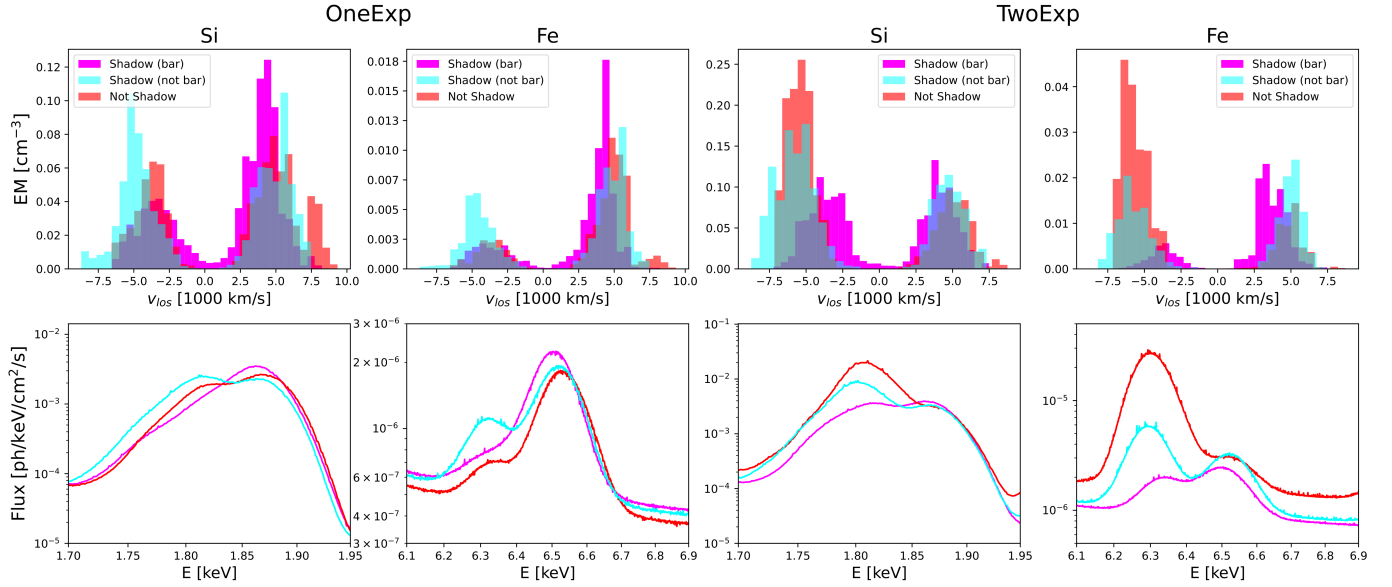 OneExp
TwoExp
Si
Fe
Si
Fe
EM [cm⁻³]
0.12
0.10
0.08
0.06
0.04
0.02
0.00
Shadow (bar)
Shadow (not bar)
Not Shadow
−7.5 −5.0 −2.5 0.0 2.5 5.0 7.5 10.0
v_los [1000 km/s]
0.018
0.015
0.013
0.010
0.007
0.005
0.003
0.000
Shadow (bar)
Shadow (not bar)
Not Shadow
−7.5 −5.0 −2.5 0.0 2.5 5.0 7.5 10.0
v_los [1000 km/s]
0.25
0.20
0.15
0.10
0.05
0.00
Shadow (bar)
Shadow (not bar)
Not Shadow
−7.5 −5.0 −2.5 0.0 2.5 5.0 7.5
v_los [1000 km/s]
0.04
0.03
0.02
0.01
0.00
Shadow (bar)
Shadow (not bar)
Not Shadow
−7.5 −5.0 −2.5 0.0 2.5 5.0 7.5
v_los [1000 km/s]
Flux [ph/keV/cm²/s]
10⁻²
10⁻³
10⁻⁴
10⁻⁵
1.70 1.75 1.80 1.85 1.90 1.95
E [keV]
3 × 10⁻⁶
2 × 10⁻⁶
10⁻⁶
6 × 10⁻⁷
4 × 10⁻⁷
3 × 10⁻⁷
6.1 6.2 6.3 6.4 6.5 6.6 6.7 6.8 6.9
E [keV]
10⁻¹
10⁻²
10⁻³
10⁻⁴
10⁻⁵
1.70 1.75 1.80 1.85 1.90 1.95
E [keV]
10⁻⁵
10⁻⁶
6.1 6.2 6.3 6.4 6.5 6.6 6.7 6.8 6.9
E [keV]